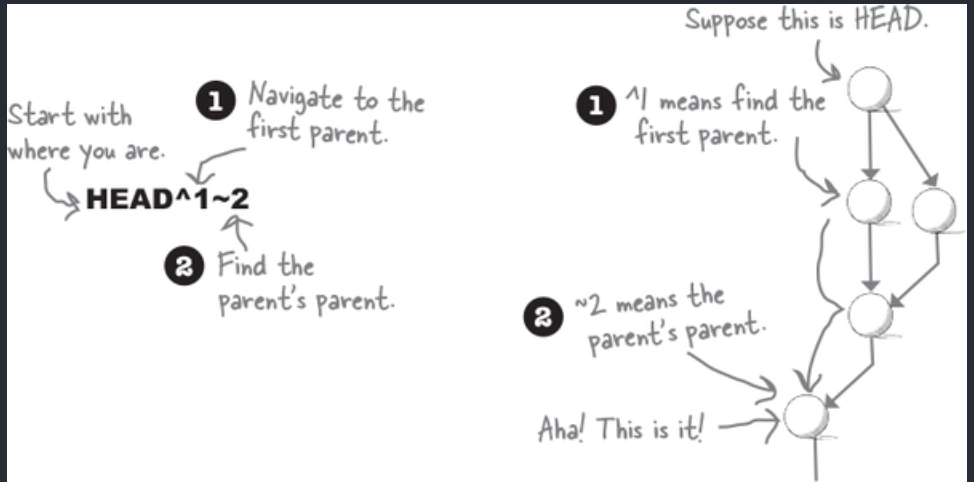 Start with
where you are.
1 Navigate to the
first parent.
HEAD^1~2
2 Find the
parent's parent.
Suppose this is HEAD.
1 ^1 means find the
first parent.
2 ~2 means the
parent's parent.
Aha! This is it!